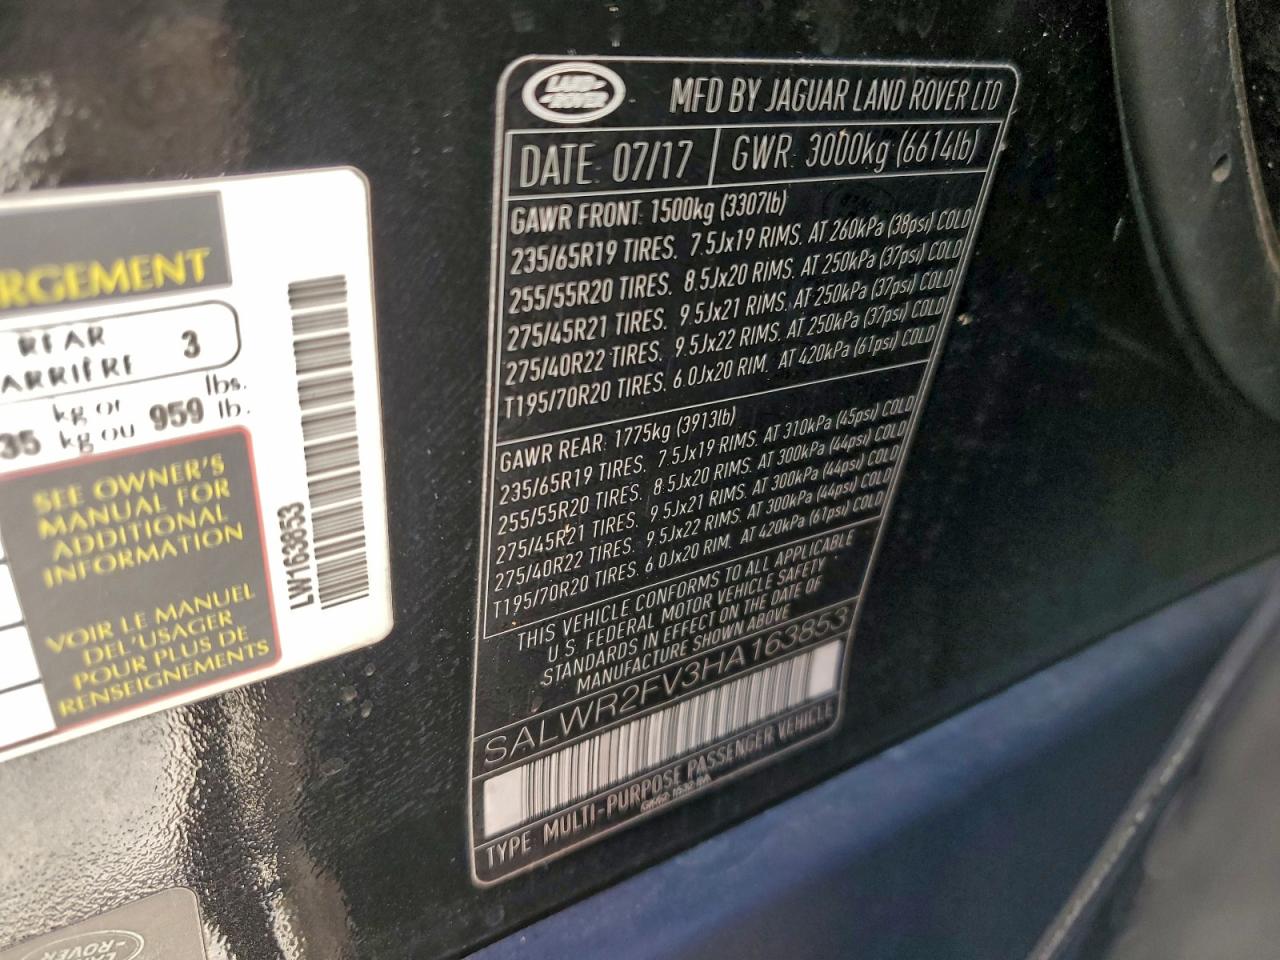 RGEMENT
REAR
ARRIÈRE
3
35 kg or 959 lbs.
kg ou lb.
SEE OWNER'S
MANUAL FOR
ADDITIONAL
INFORMATION
VOIR LE MANUEL
DE L'USAGER
POUR PLUS DE
RENSEIGNEMENTS
LW163853
LAND-
ROVER
MFD BY JAGUAR LAND ROVER LTD
DATE: 07/17 GWR: 3000kg (6614lb)
GAWR FRONT: 1500kg (3307lb)
235/65R19 TIRES. 7.5Jx19 RIMS. AT 260kPa (38psi) COLD
255/55R20 TIRES. 8.5Jx20 RIMS. AT 250kPa (37psi) COLD
275/45R21 TIRES. 9.5Jx21 RIMS. AT 250kPa (37psi) COLD
275/40R22 TIRES. 9.5Jx22 RIMS. AT 250kPa (37psi) COLD
T195/70R20 TIRES. 6.0Jx20 RIM. AT 420kPa (61psi) COLD
GAWR REAR: 1775kg (3913lb)
235/65R19 TIRES. 7.5Jx19 RIMS. AT 310kPa (45psi) COLD
255/55R20 TIRES. 8.5Jx20 RIMS. AT 300kPa (44psi) COLD
275/45R21 TIRES. 9.5Jx21 RIMS. AT 300kPa (44psi) COLD
275/40R22 TIRES. 9.5Jx22 RIMS. AT 300kPa (44psi) COLD
T195/70R20 TIRES. 6.0Jx20 RIM. AT 420kPa (61psi) COLD
THIS VEHICLE CONFORMS TO ALL APPLICABLE
U.S. FEDERAL MOTOR VEHICLE SAFETY
STANDARDS IN EFFECT ON THE DATE OF
MANUFACTURE SHOWN ABOVE
SALWR2FV3HA163853
TYPE: MULTI-PURPOSE PASSENGER VEHICLE
LAND-
ROVER